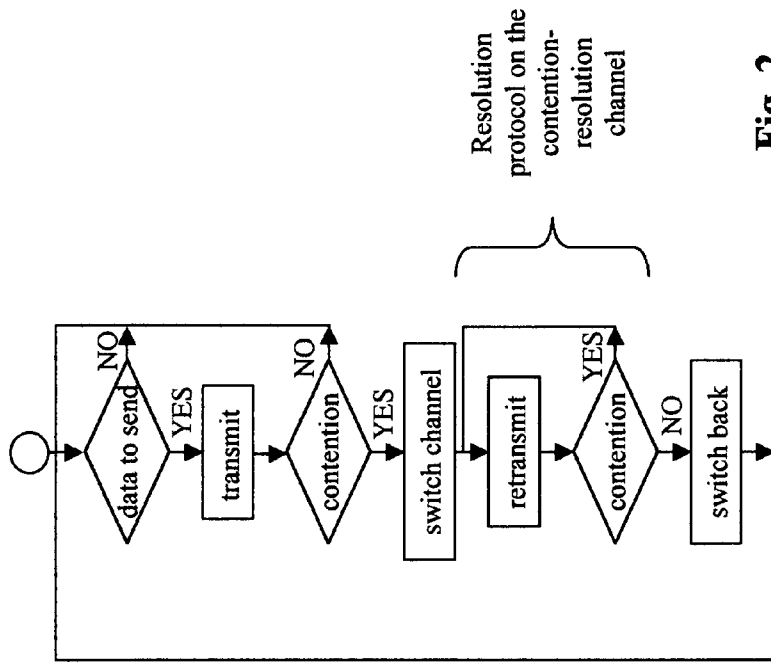 data to send
NO
YES
transmit
contention
NO
YES
switch channel
retransmit
contention
YES
NO
switch back
Resolution
protocol on the
contention-
resolution
channel
Fig. 2